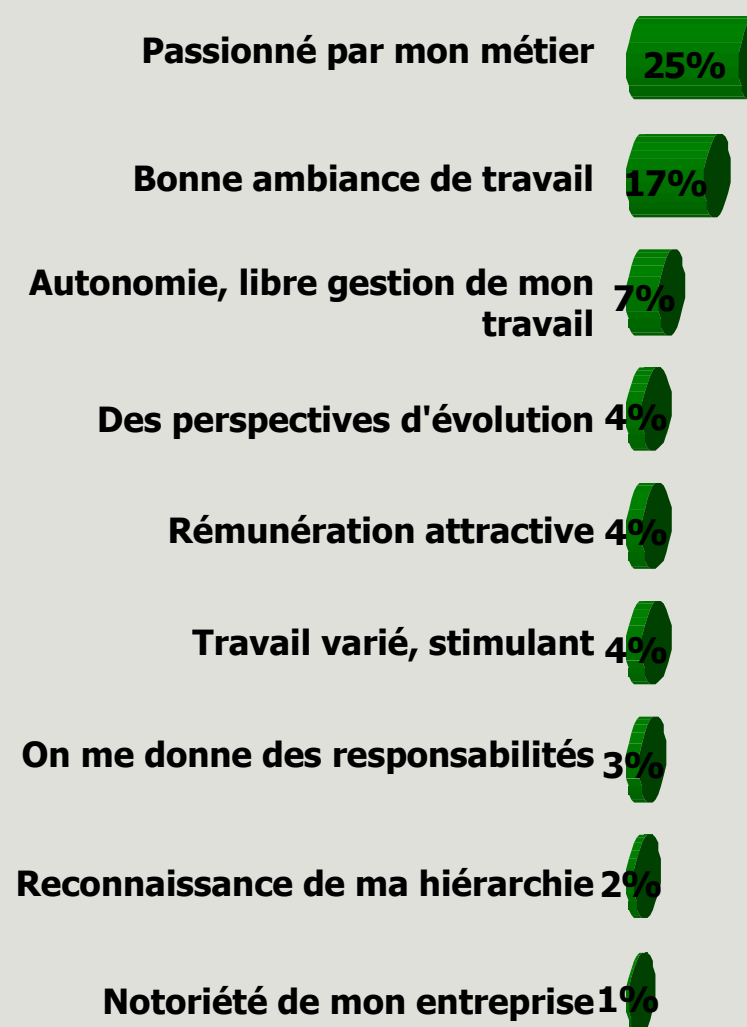 Passionné par mon métier 25%
Bonne ambiance de travail 17%
Autonomie, libre gestion de mon
travail 7%
Des perspectives d'évolution 4%
Rémunération attractive 4%
Travail varié, stimulant 4%
On me donne des responsabilités 3%
Reconnaissance de ma hiérarchie 2%
Notoriété de mon entreprise 1%